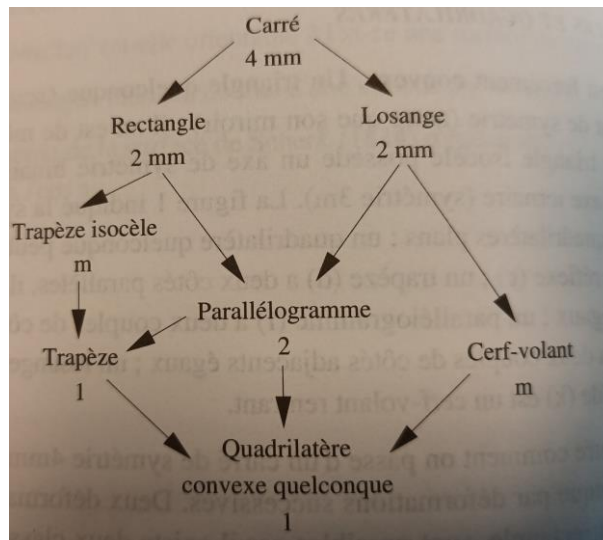 Carré
4 mm
Rectangle
2 mm
Losange
2 mm
Trapèze isocèle
m
Parallélogramme
2
Trapèze
1
Cerf-volant
m
Quadrilatère
convexe quelconque
1